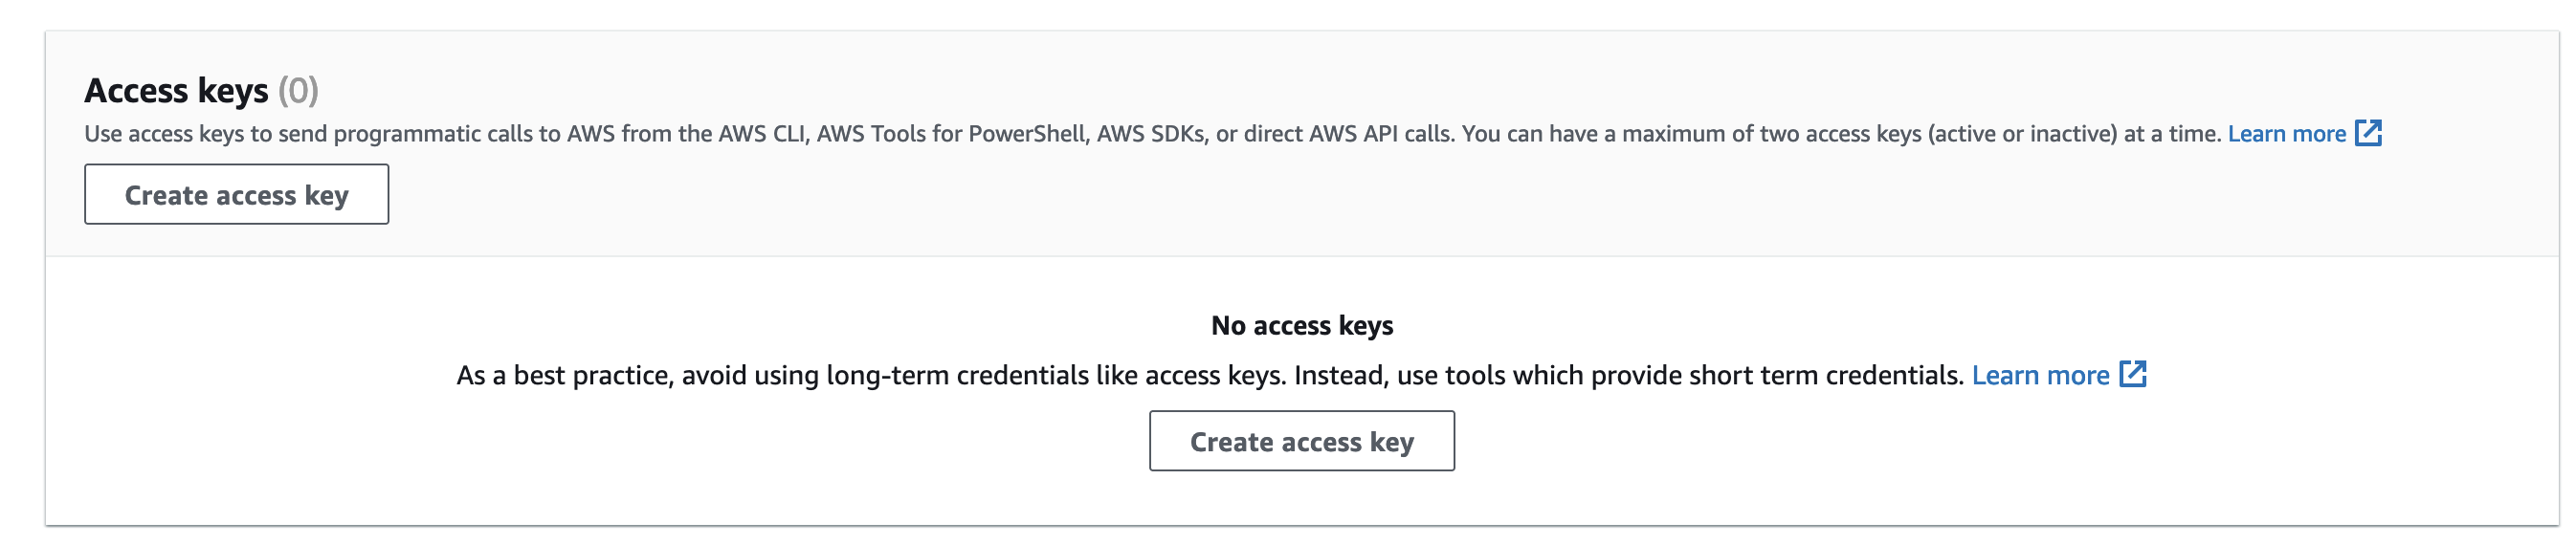 Access keys (0)
Use access keys to send programmatic calls to AWS from the AWS CLI, AWS Tools for PowerShell, AWS SDKs, or direct AWS API calls. You can have a maximum of two access keys (active or inactive) at a time. Learn more
Create access key
No access keys
As a best practice, avoid using long-term credentials like access keys. Instead, use tools which provide short term credentials. Learn more
Create access key